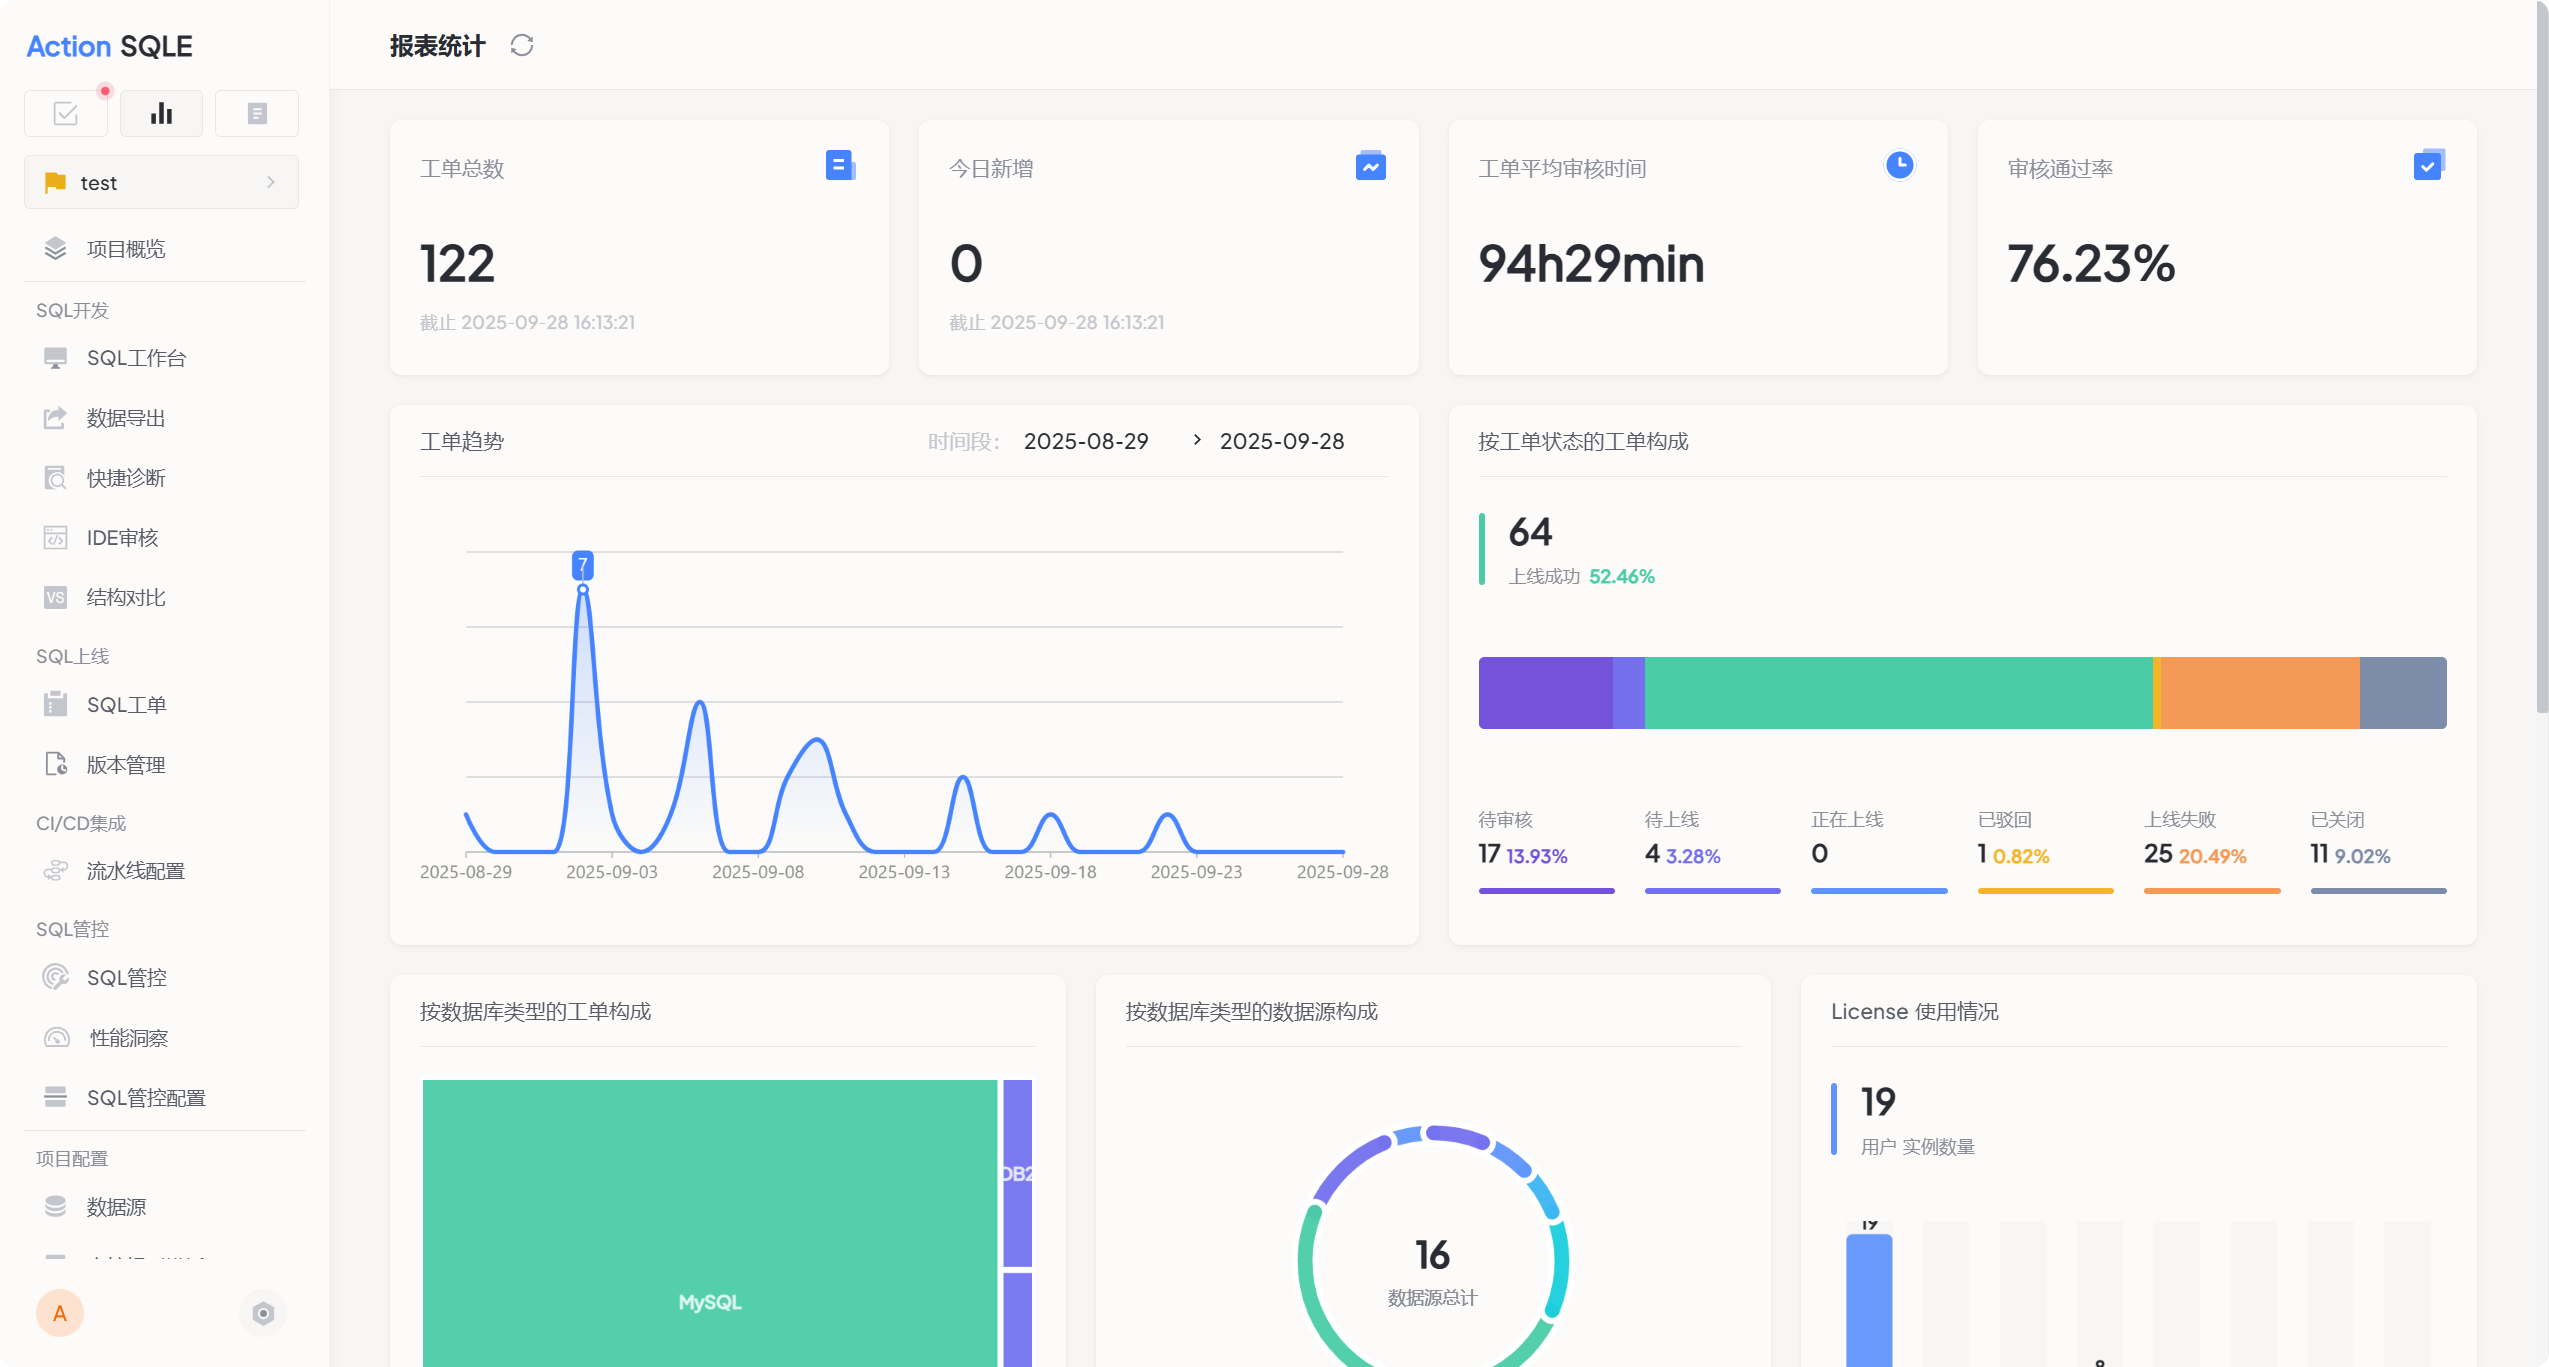 Action SQLE
test
项目概览
SQL开发
SQL工作台
数据导出
快捷诊断
IDE审核
VS 结构对比
SQL上线
SQL工单
版本管理
CI/CD集成
流水线配置
SQL管控
SQL管控
性能洞察
SQL管控配置
项目配置
数据源
A
报表统计
工单总数
122
截止 2025-09-28 16:13:21
今日新增
0
截止 2025-09-28 16:13:21
工单平均审核时间
94h29min
审核通过率
76.23%
工单趋势
时间段: 2025-08-29 > 2025-09-28
7
2025-08-29 2025-09-03 2025-09-08 2025-09-13 2025-09-18 2025-09-23 2025-09-28
按工单状态的工单构成
64
上线成功 52.46%
待审核
17 13.93%
待上线
4 3.28%
正在上线
0
已驳回
1 0.82%
上线失败
25 20.49%
已关闭
11 9.02%
按数据库类型的工单构成
MySQL
DB2
按数据库类型的数据源构成
16
数据源总计
License 使用情况
19
用户 实例数量
19